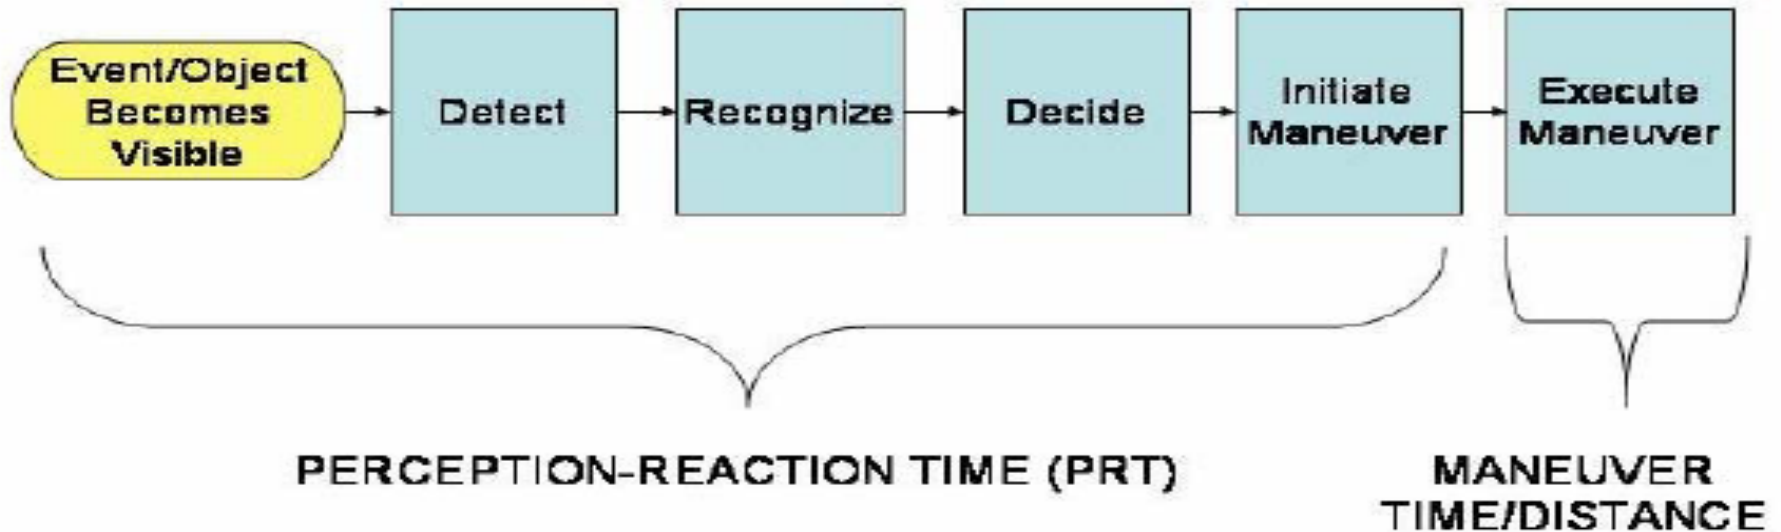 Event/Object
Becomes
Visible
Detect
Recognize
Decide
Initiate
Maneuver
Execute
Maneuver
PERCEPTION-REACTION TIME (PRT)
MANEUVER
TIME/DISTANCE